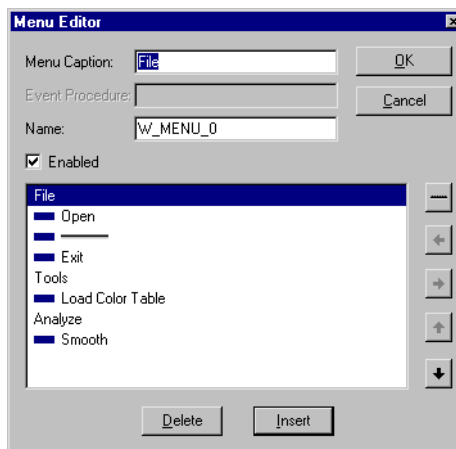 Menu Editor
Menu Caption: File
OK
Event Procedure:
Cancel
Name: W_MENU_0
Enabled
File
Open
Exit
Tools
Load Color Table
Analyze
Smooth
Delete
Insert